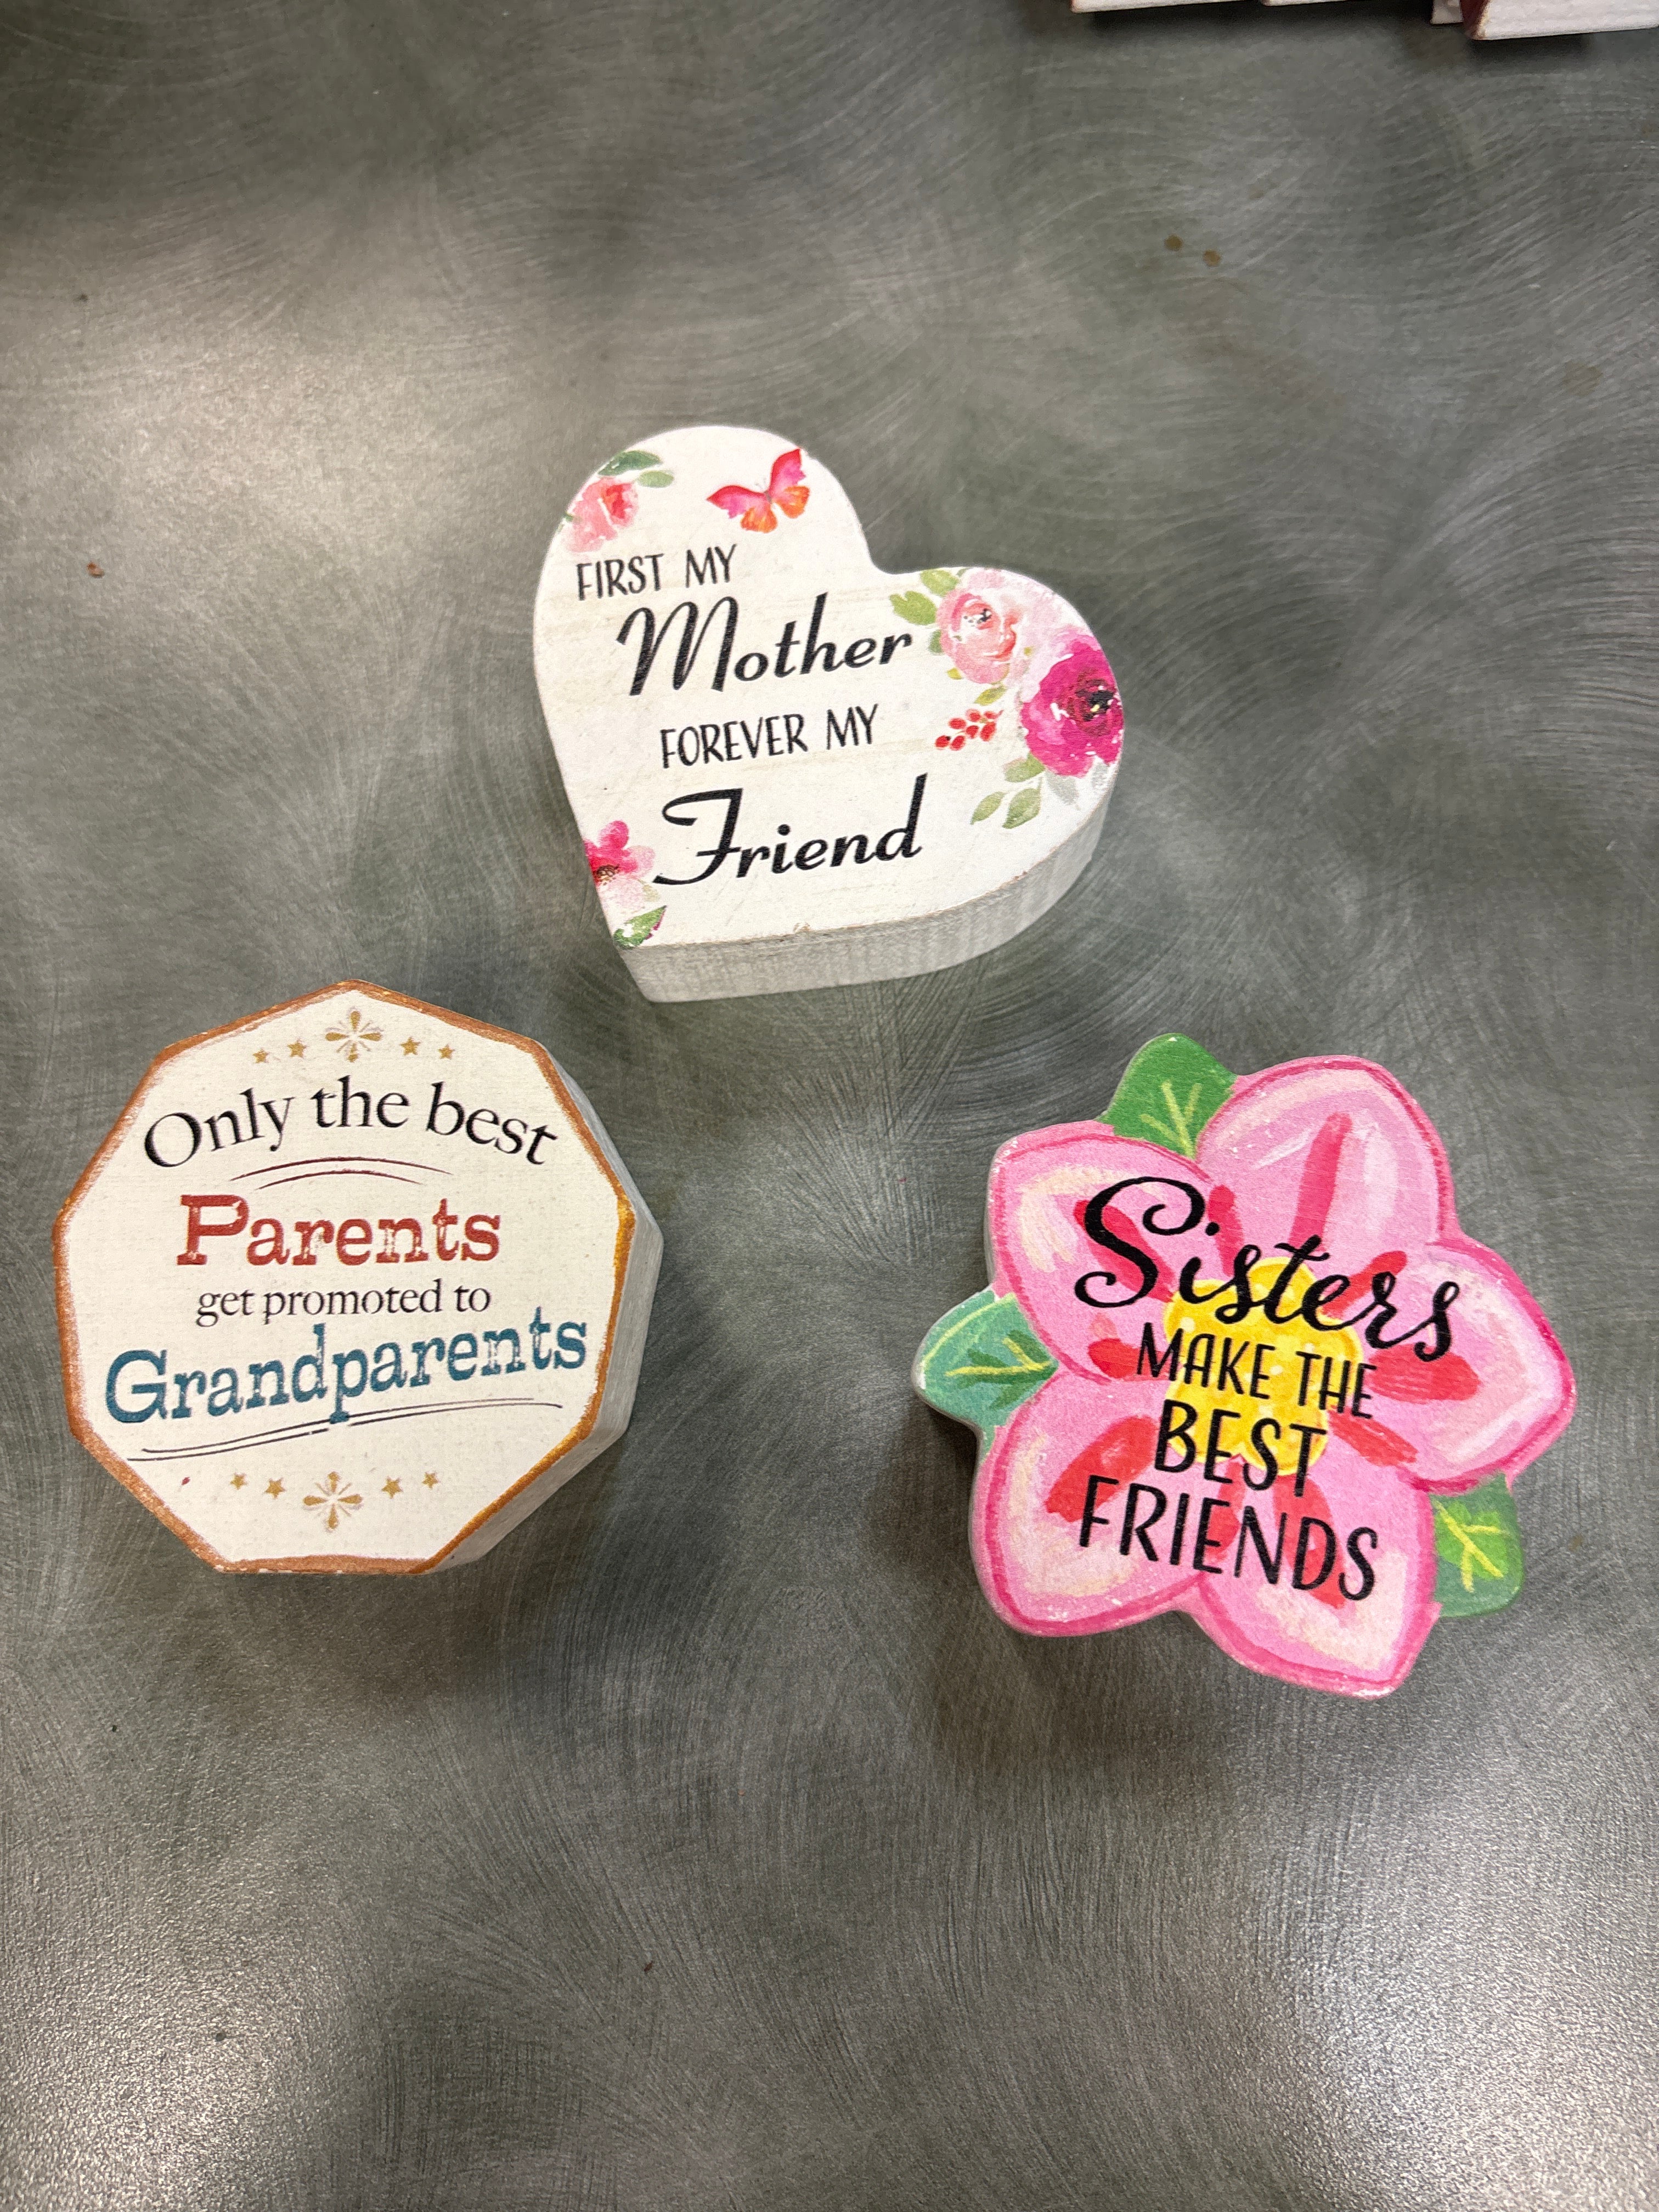 FIRST MY
Mother
FOREVER MY
Friend
Only the best
Parents
get promoted to
Grandparents
Sisters
MAKE THE
BEST
FRIENDS